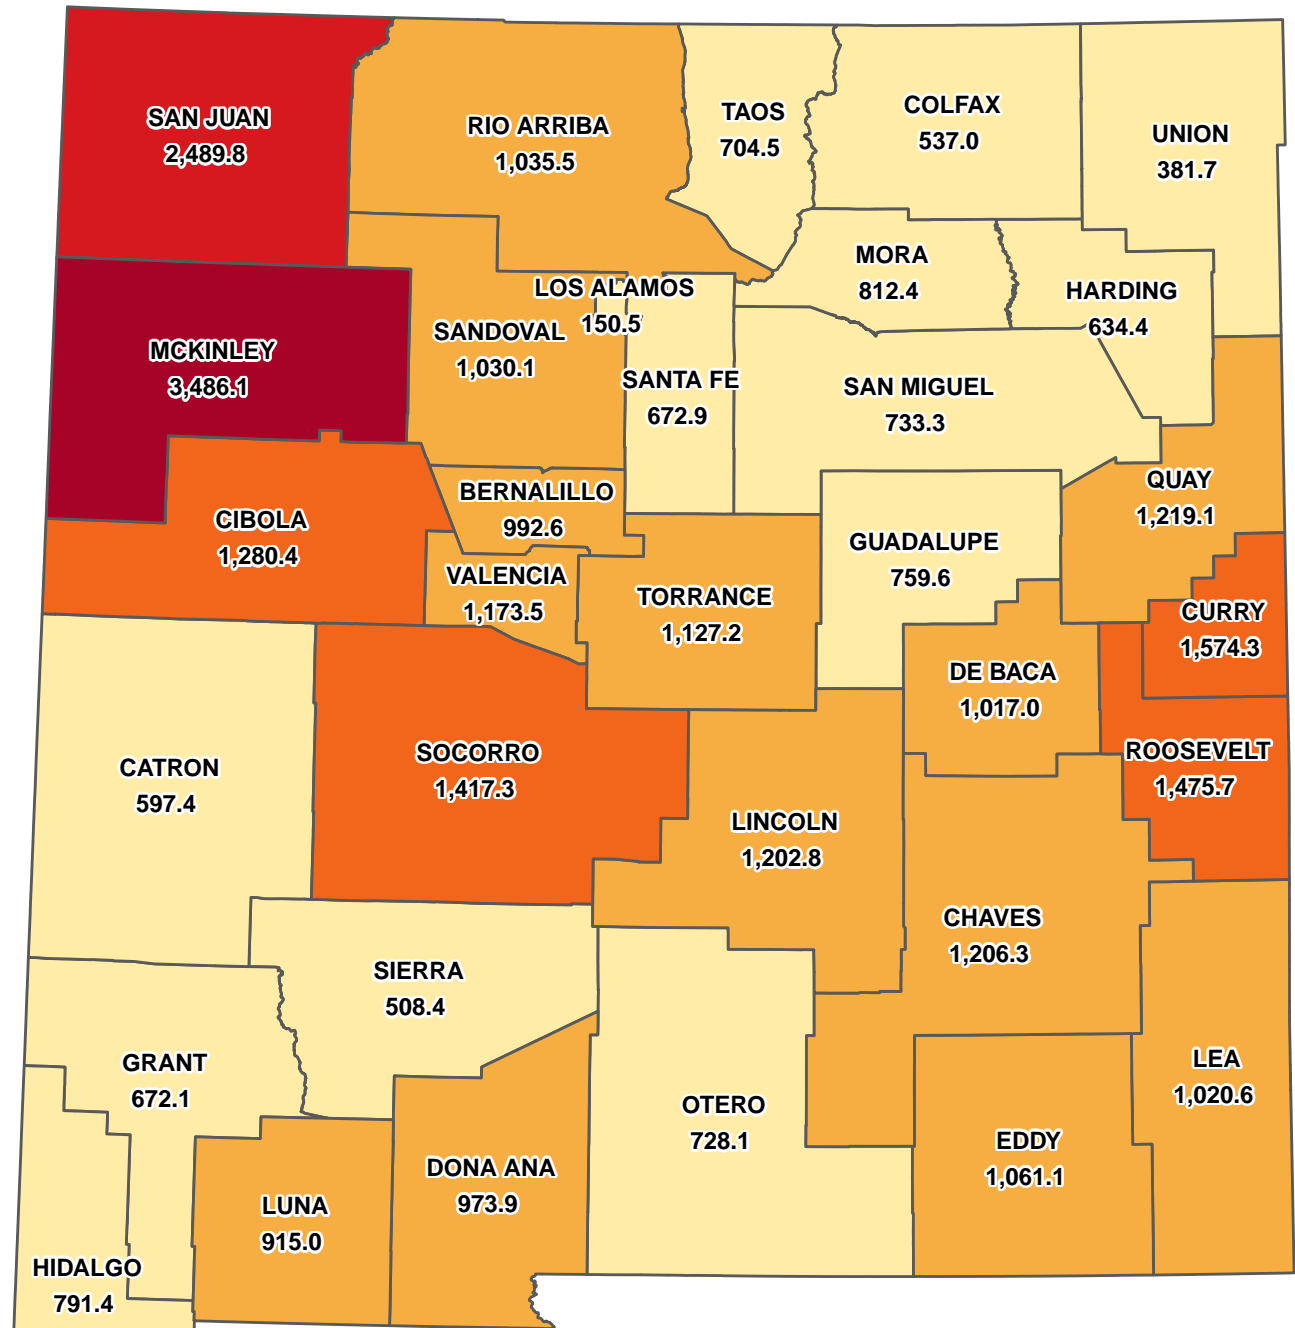 SAN JUAN
2,489.8
RIO ARRIBA
1,035.5
TAOS
704.5
COLFAX
537.0
UNION
381.7
MORA
812.4
HARDING
634.4
LOS ALAMOS
150.5
SANDOVAL
1,030.1
MCKINLEY
3,486.1
SANTA FE
672.9
SAN MIGUEL
733.3
QUAY
1,219.1
BERNALILLO
992.6
CIBOLA
1,280.4
GUADALUPE
759.6
VALENCIA
1,173.5
TORRANCE
1,127.2
CURRY
1,574.3
DE BACA
1,017.0
ROOSEVELT
1,475.7
SOCORRO
1,417.3
CATRON
597.4
LINCOLN
1,202.8
CHAVES
1,206.3
SIERRA
508.4
GRANT
672.1
LEA
1,020.6
OTERO
728.1
EDDY
1,061.1
DONA ANA
973.9
LUNA
915.0
HIDALGO
791.4